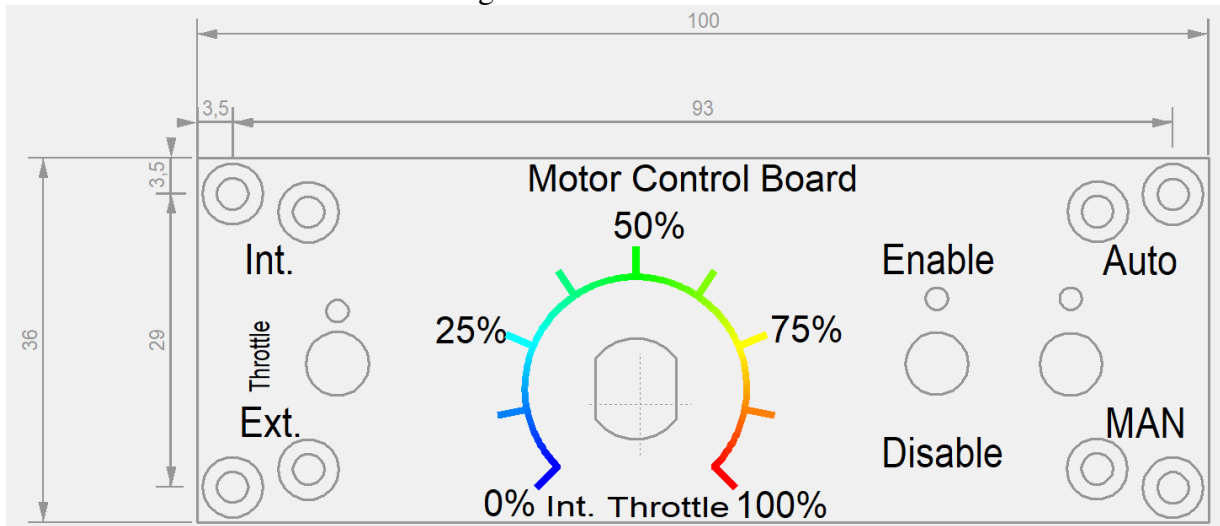 100
3,5 93
3,5
Motor Control Board
50%
Int. Enable Auto
25% 75%
36 29 Throttle
Ext. MAN
Disable
0% Int. Throttle 100%